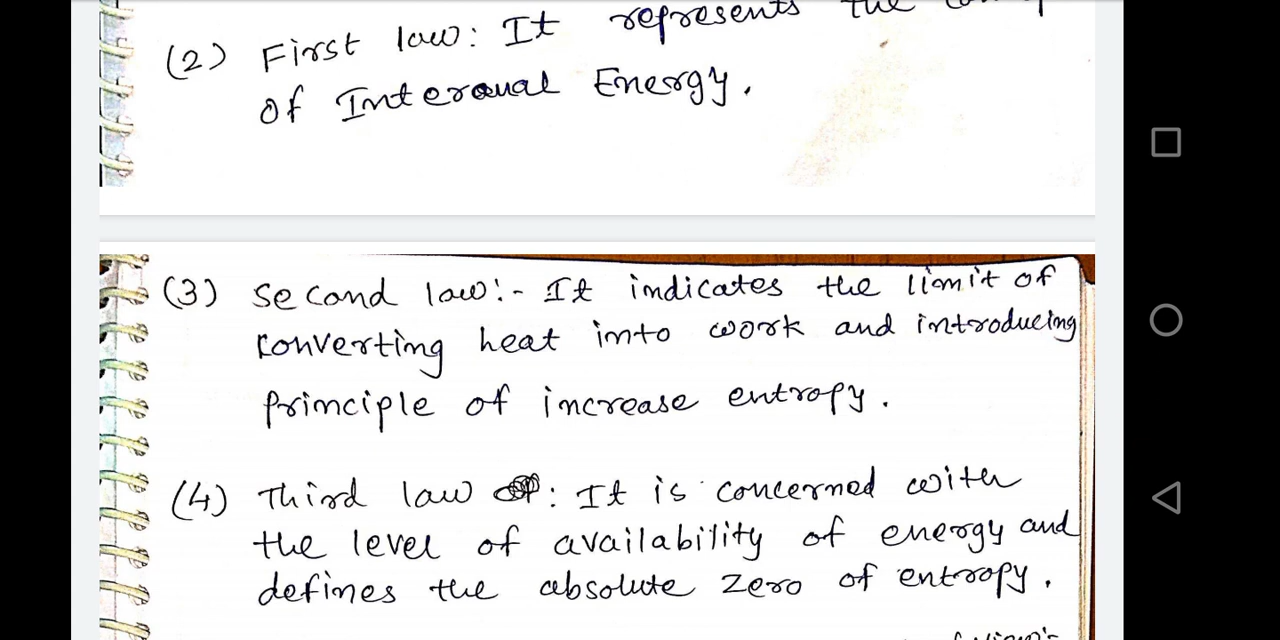 (2) First law: It represents the
of Interaual Energy.
(3) Second law:- It indicates the limit of
converting heat into work and introducing
principle of increase entropy.
(4) Third law : It is concerned with
the level of availability of energy and
defines the absolute zero of entropy.